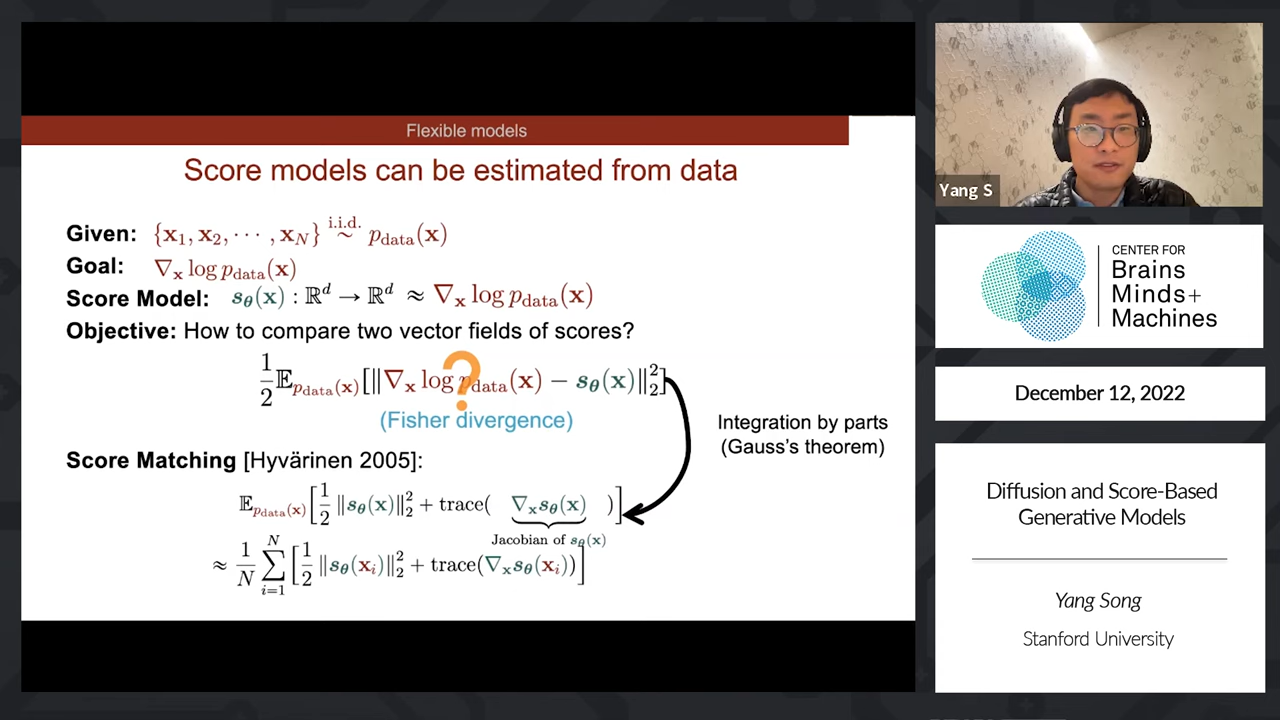 Flexible models
Score models can be estimated from data
Given: {x₁, x₂, ⋯ , x_N} i.i.d. ∼ p_data(x)
Goal: ∇ₓ log p_data(x)
Score Model: s_θ(x) : ℝᵈ → ℝᵈ ≈ ∇ₓ log p_data(x)
Objective: How to compare two vector fields of scores?
1/2 𝔼_{p_data(x)}[‖∇ₓ log p_data(x) − s_θ(x)‖₂²]
?
(Fisher divergence)
Integration by parts
(Gauss's theorem)
Score Matching [Hyvärinen 2005]:
𝔼_{p_data(x)}[1/2 ‖s_θ(x)‖₂² + trace( ∇ₓs_θ(x) )]
Jacobian of s_θ(x)
≈ 1/N ∑_{i=1}^{N} [1/2 ‖s_θ(x_i)‖₂² + trace(∇ₓs_θ(x_i))]
Yang S
CENTER FOR
Brains
Minds+
Machines
December 12, 2022
Diffusion and Score-Based
Generative Models
Yang Song
Stanford University